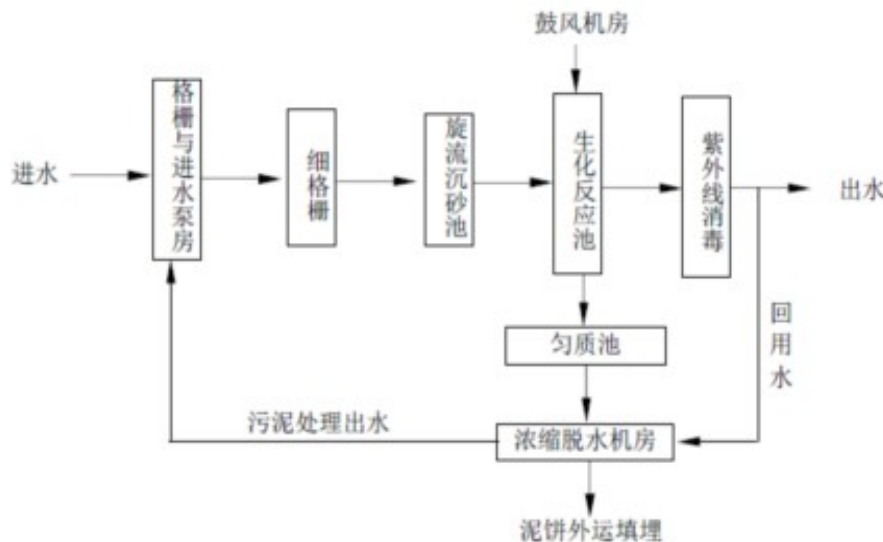 鼓风机房
进水
格栅与进水泵房
细格栅
旋流沉砂池
生化反应池
紫外线消毒
出水
回用水
匀质池
污泥处理出水
浓缩脱水机房
泥饼外运填埋